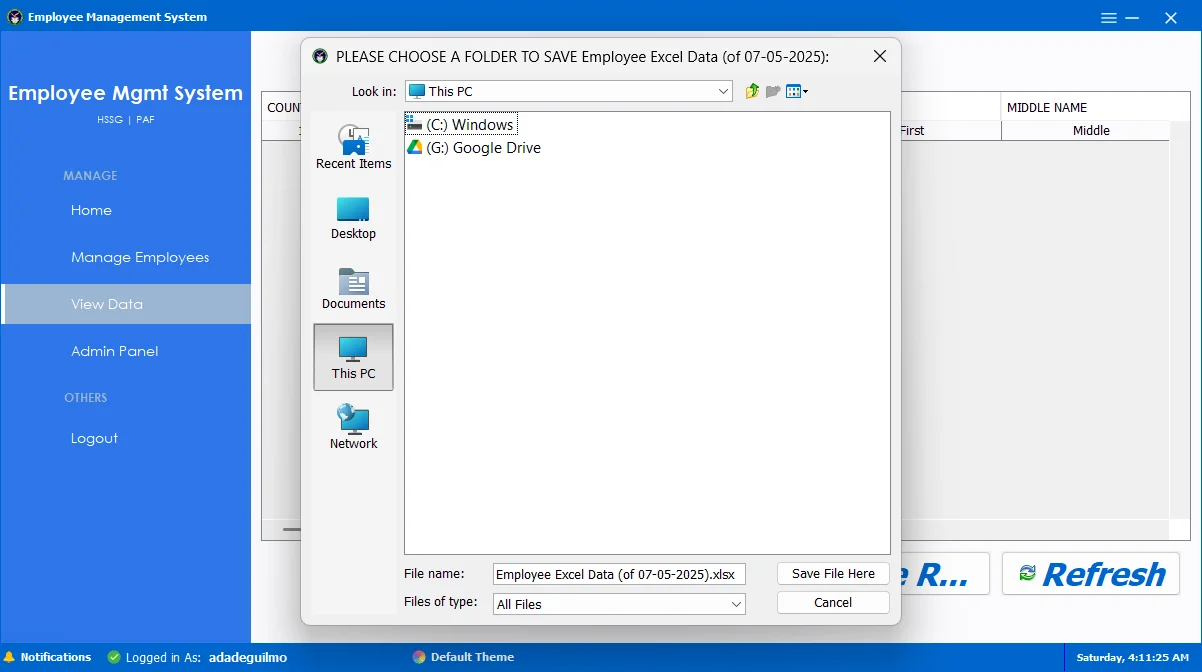 Employee Management System
Employee Mgmt System
HSSG | PAF
MANAGE
Home
Manage Employees
View Data
Admin Panel
OTHERS
Logout
PLEASE CHOOSE A FOLDER TO SAVE Employee Excel Data (of 07-05-2025):
Look in: This PC
Recent Items
Desktop
Documents
This PC
Network
(C:) Windows
(G:) Google Drive
File name: Employee Excel Data (of 07-05-2025).xlsx Save File Here
Files of type: All Files Cancel
MIDDLE NAME
First Middle
R... Refresh
Notifications Logged in As: adadeguilmo Default Theme Saturday, 4:11:25 AM